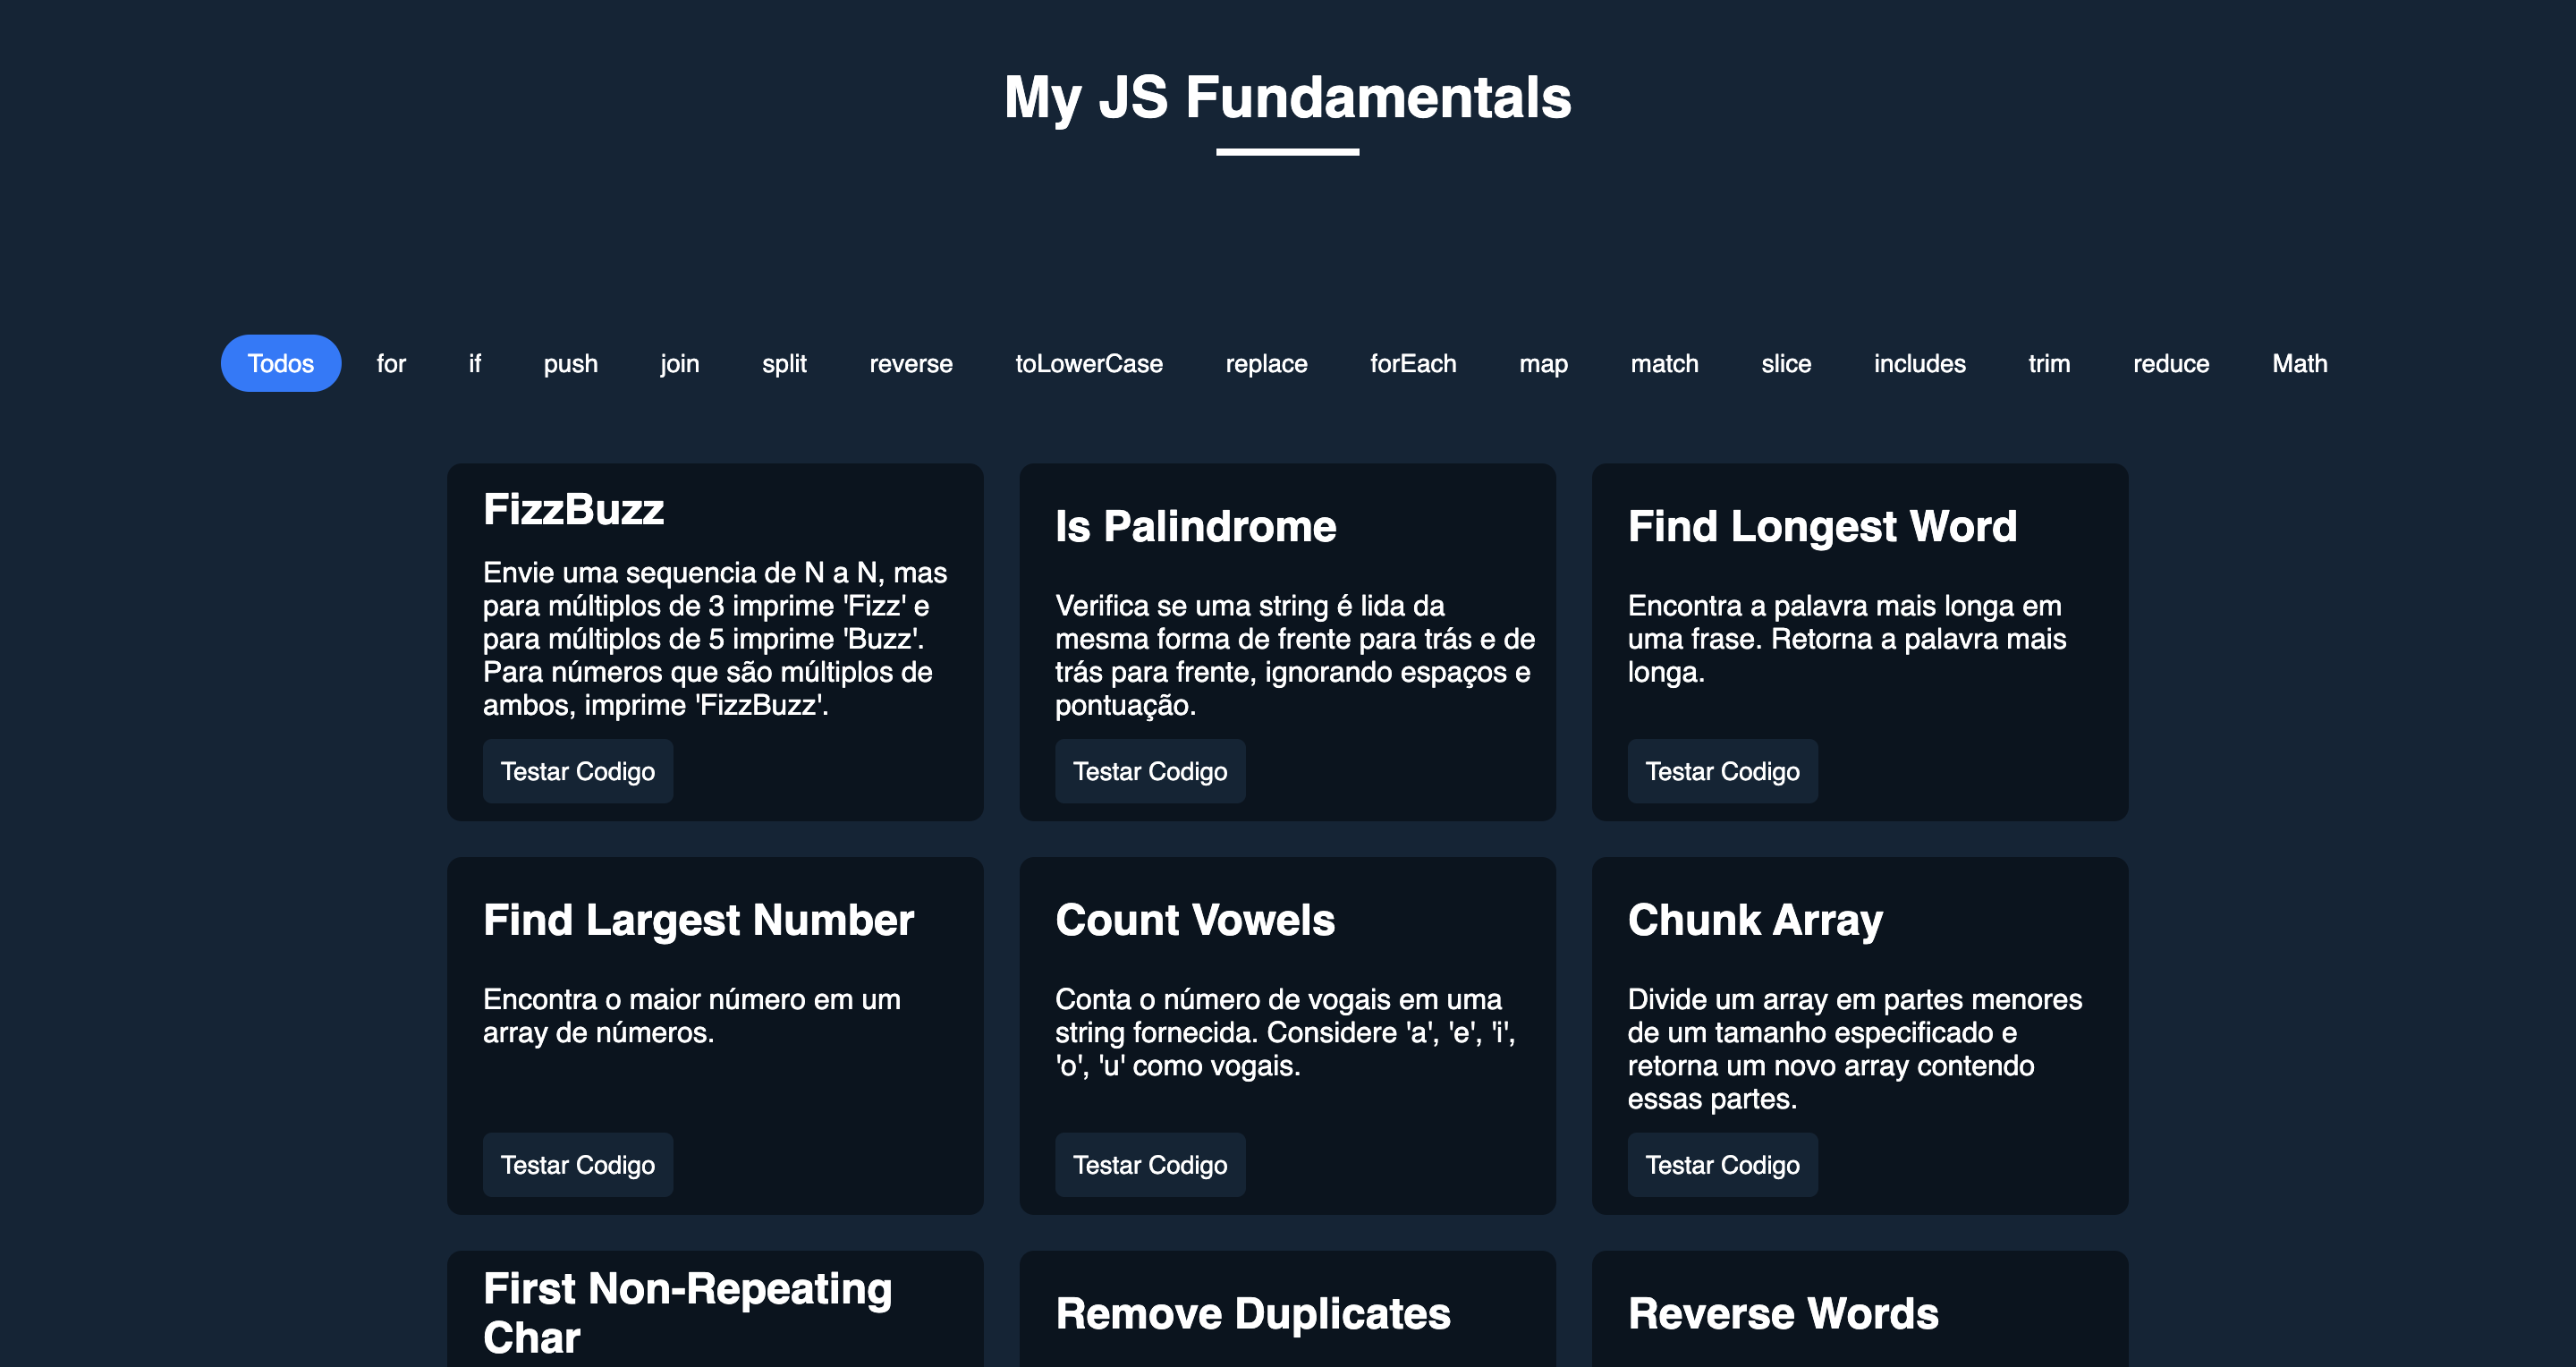 My JS Fundamentals
Todos for if push join split reverse toLowerCase replace forEach map match slice includes trim reduce Math
FizzBuzz
Envie uma sequencia de N a N, mas
para múltiplos de 3 imprime 'Fizz' e
para múltiplos de 5 imprime 'Buzz'.
Para números que são múltiplos de
ambos, imprime 'FizzBuzz'.
Testar Codigo
Is Palindrome
Verifica se uma string é lida da
mesma forma de frente para trás e de
trás para frente, ignorando espaços e
pontuação.
Testar Codigo
Find Longest Word
Encontra a palavra mais longa em
uma frase. Retorna a palavra mais
longa.
Testar Codigo
Find Largest Number
Encontra o maior número em um
array de números.
Testar Codigo
Count Vowels
Conta o número de vogais em uma
string fornecida. Considere 'a', 'e', 'i',
'o', 'u' como vogais.
Testar Codigo
Chunk Array
Divide um array em partes menores
de um tamanho especificado e
retorna um novo array contendo
essas partes.
Testar Codigo
First Non-Repeating
Char
Remove Duplicates
Reverse Words